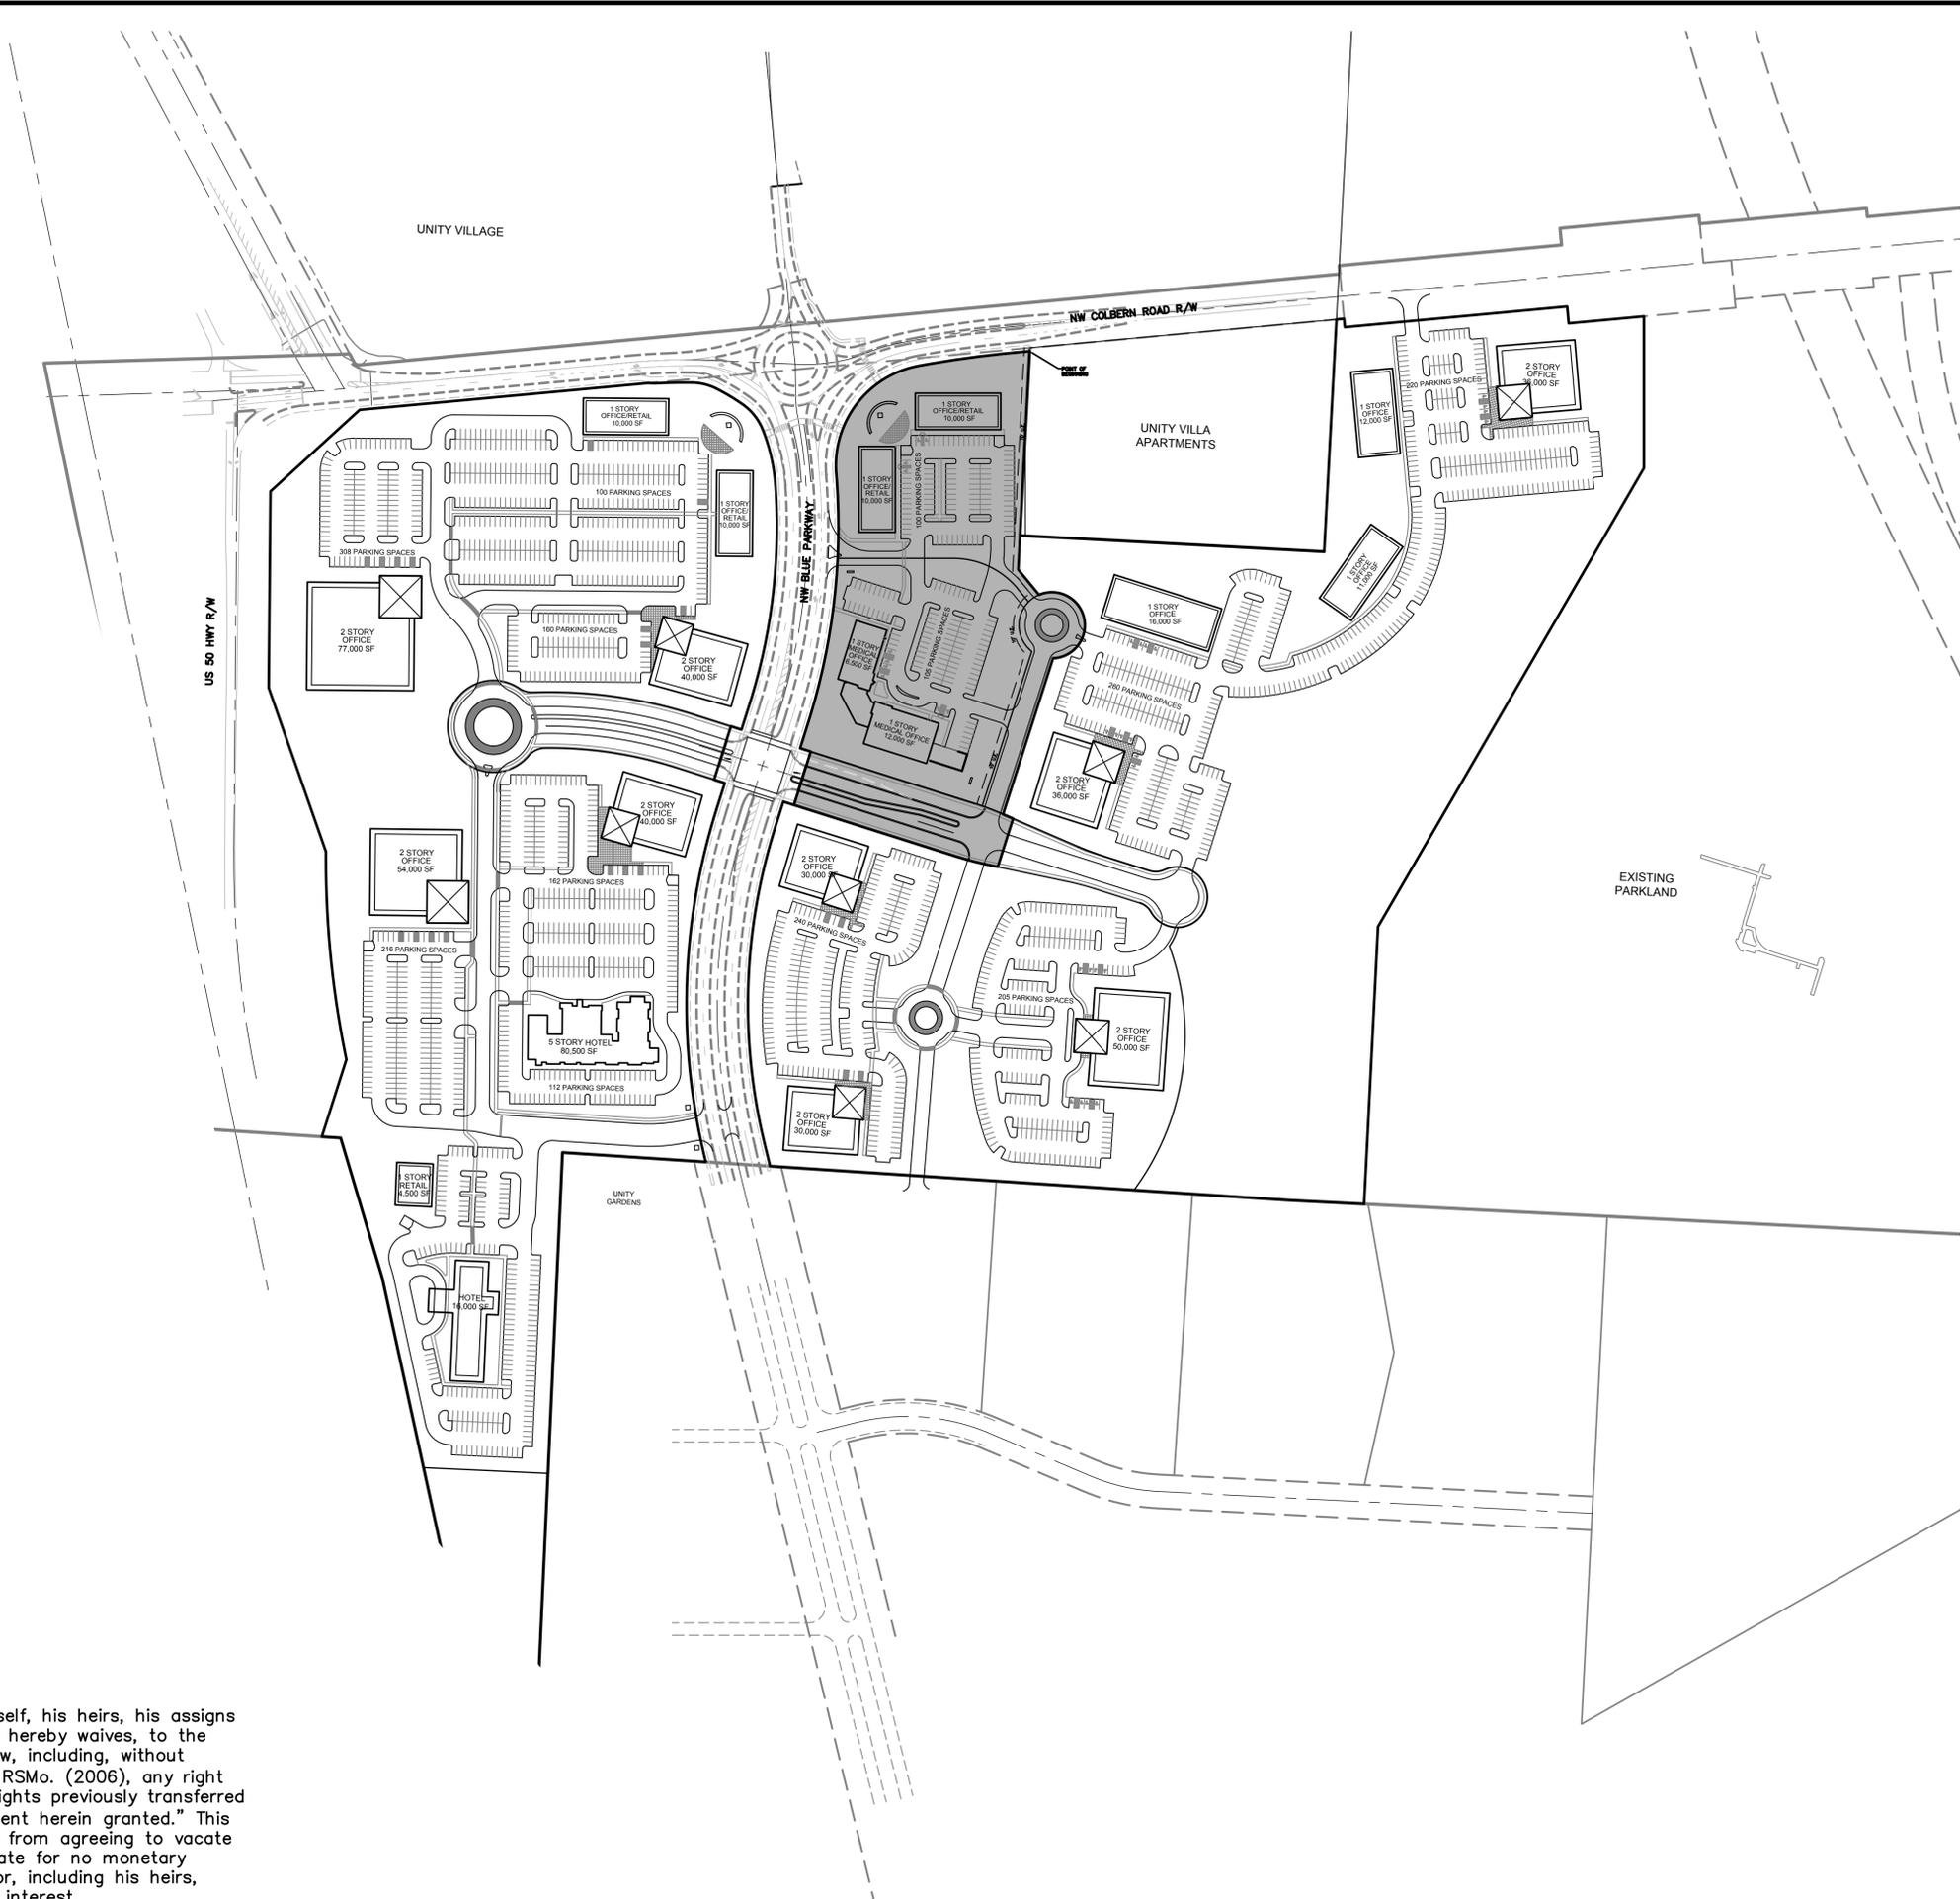 UNITY VILLAGE
NW COLBERN ROAD R/W
POINT OF
BEGINNING
1 STORY
OFFICE/RETAIL
10,000 SF
1 STORY
OFFICE/RETAIL
10,000 SF
UNITY VILLA
APARTMENTS
1 STORY
OFFICE
12,000 SF
220 PARKING SPACES
2 STORY
OFFICE
100 PARKING SPACES
1 STORY
OFFICE/
RETAIL
10,000 SF
1 STORY
OFFICE/
RETAIL
10,000 SF
100 PARKING SPACES
308 PARKING SPACES
NW BLUE PARKWAY
1 STORY
OFFICE
11,000 SF
US 50 HWY R/W
2 STORY
OFFICE
77,000 SF
160 PARKING SPACES
2 STORY
OFFICE
40,000 SF
1 STORY
MEDICAL
OFFICE
6,500 SF
105 PARKING SPACES
1 STORY
OFFICE
16,000 SF
280 PARKING SPACES
1 STORY
MEDICAL OFFICE
12,000 SF
2 STORY
OFFICE
36,000 SF
2 STORY
OFFICE
40,000 SF
2 STORY
OFFICE
54,000 SF
162 PARKING SPACES
2 STORY
OFFICE
30,000 SF
240 PARKING SPACES
EXISTING
PARKLAND
216 PARKING SPACES
205 PARKING SPACES
2 STORY
OFFICE
50,000 SF
5 STORY HOTEL
80,500 SF
112 PARKING SPACES
2 STORY
OFFICE
30,000 SF
1 STORY
RETAIL
4,500 SF
UNITY
GARDENS
HOTEL
16,000 SF
self, his heirs, his assigns
hereby waives, to the
w, including, without
RSMo. (2006), any right
ights previously transferred
ent herein granted." This
from agreeing to vacate
ate for no monetary
or, including his heirs,
interest